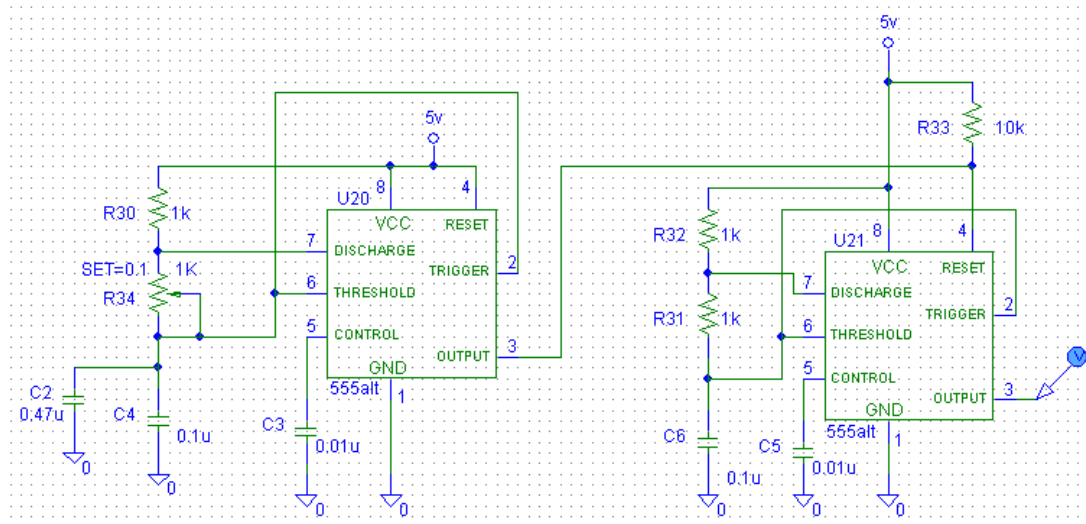 5v
R33
10k
5v
8
4
U20
R30
1k
VCC
RESET
7
DISCHARGE
SET=0.1
1K
TRIGGER
2
R34
6
THRESHOLD
5
CONTROL
OUTPUT
3
GND
555alt
1
C2
0.47u
C4
0.1u
C3
0.01u
0
0
0
0
R32
1k
8
4
U21
VCC
RESET
7
DISCHARGE
R31
1k
TRIGGER
2
6
THRESHOLD
5
CONTROL
OUTPUT
3
GND
555alt
1
V
C6
0.1u
C5
0.01u
0
0
0